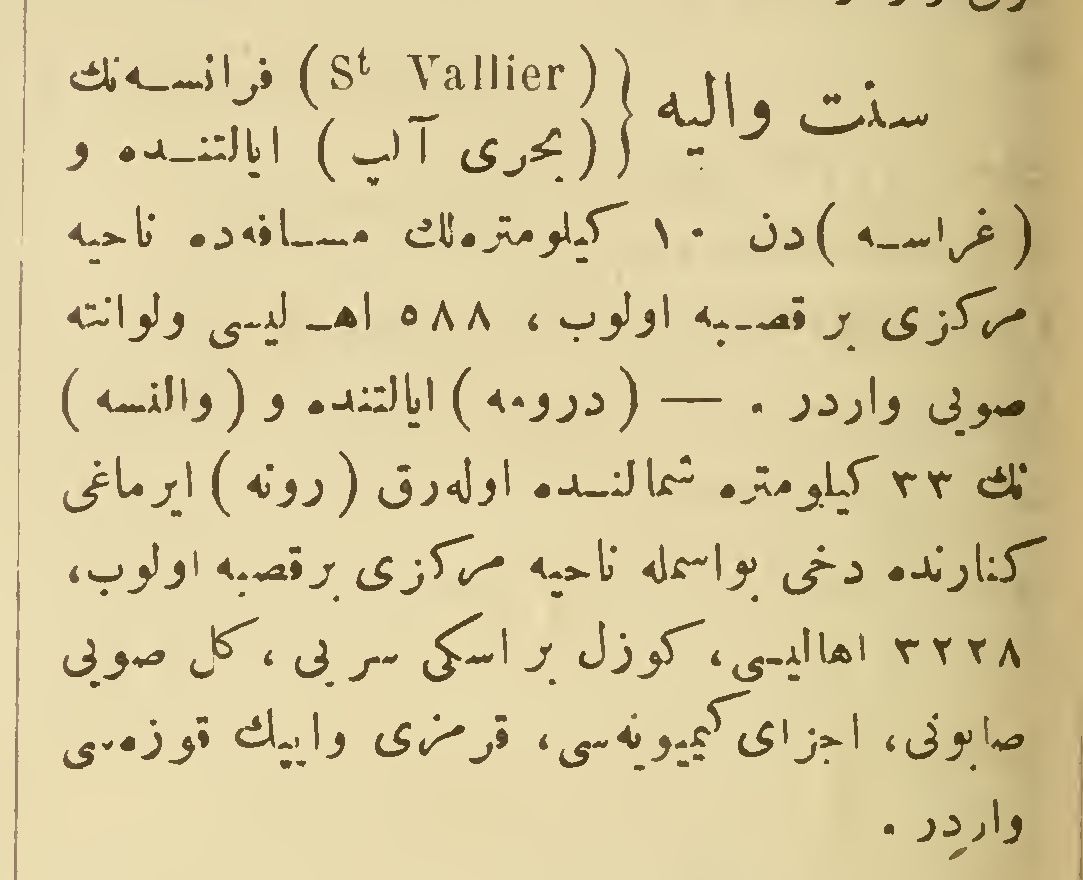 سنت والیه { (St Vallier) فرانسه‌نك
(بحری آلپ) ایالتنده و
(غراسه)دن ۱۰ کیلومتره‌لك مسافه‌ده ناحیه
مرکزی بر قصبه اولوب، ۵۸۸ اهالیسی ولوانته
صویی واردر. — (درومه) ایالتنده و (والنسه)
نك ۳۳ کیلومتره شمالنده اوله‌رق (رونه) ایرماغی
کنارنده دخی بواسمله ناحیه مرکزی برقصبه اولوب،
۳۲۲۸ اهالیسی، کوزل بر اسکی سربی، کل صویی
صابونی، اجزای کیمیویه‌سی، قرمزی وایپك قوزه‌سی
واردر.